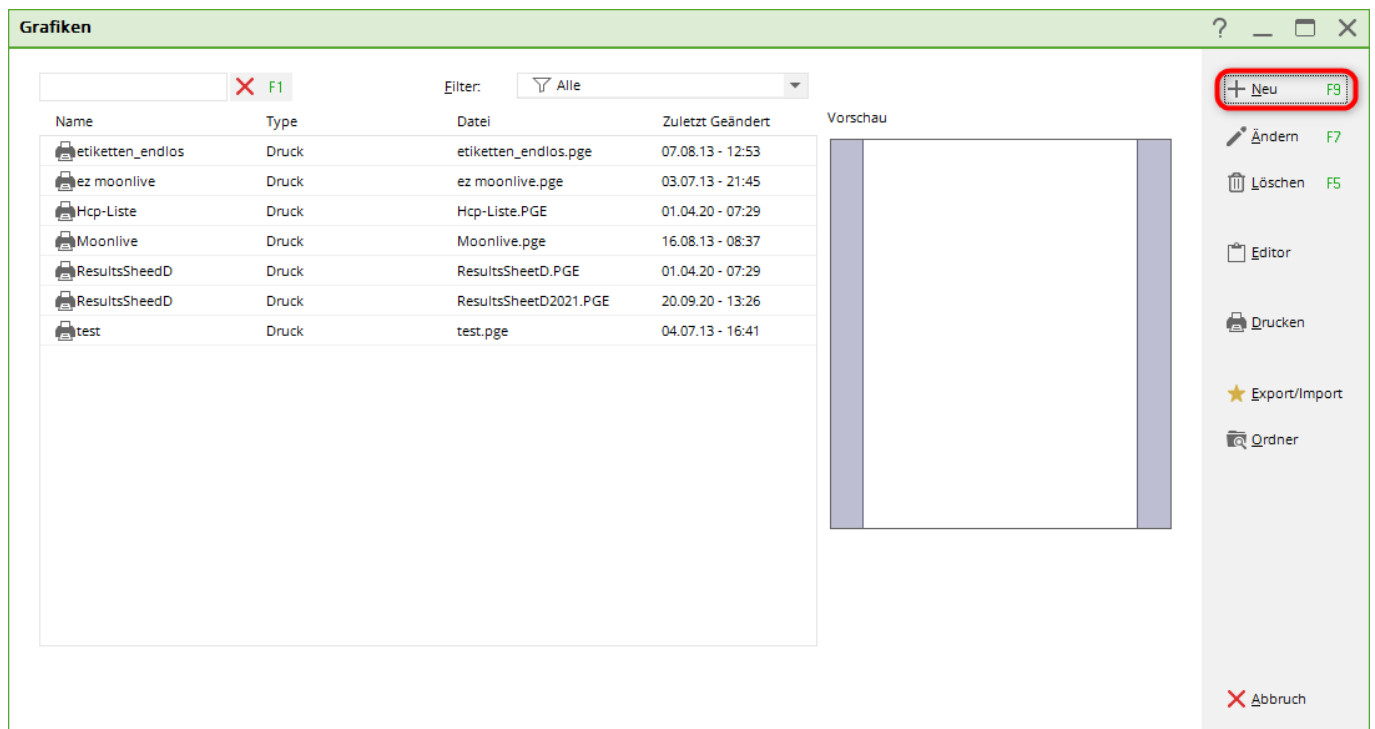 Grafiken
F1 Filter: Alle
Name Type Datei Zuletzt Geändert
etiketten_endlos Druck etiketten_endlos.pge 07.08.13 - 12:53
ez moonlive Druck ez moonlive.pge 03.07.13 - 21:45
Hcp-Liste Druck Hcp-Liste.PGE 01.04.20 - 07:29
Moonlive Druck Moonlive.pge 16.08.13 - 08:37
ResultsSheedD Druck ResultsSheetD.PGE 01.04.20 - 07:29
ResultsSheedD Druck ResultsSheetD2021.PGE 20.09.20 - 13:26
test Druck test.pge 04.07.13 - 16:41
Vorschau
Neu F9
Ändern F7
Löschen F5
Editor
Drucken
Export/Import
Ordner
Abbruch